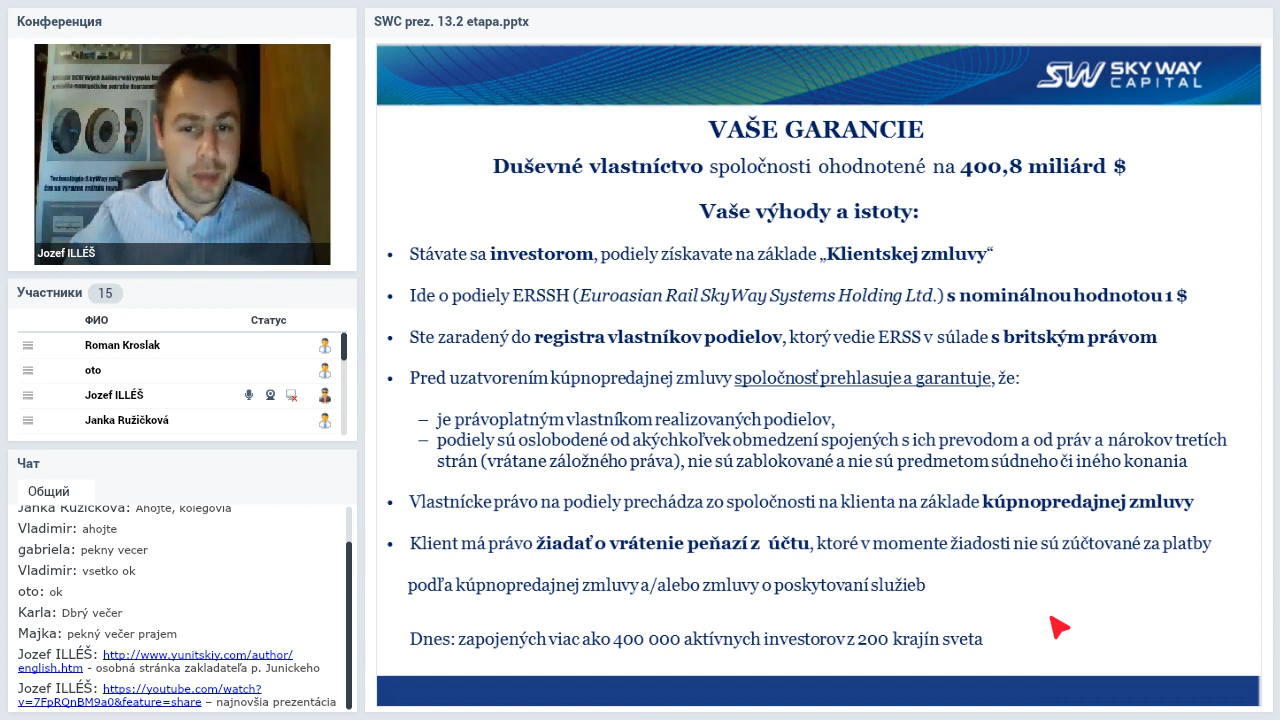 Конференция
Jozef ILLÉŠ
Участники 15
ФИО Статус
Roman Kroslak
oto
Jozef ILLÉŠ
Janka Ružičková
Чат
Общий
Janka Ružičková: Ahojte, kolegovia
Vladimir: ahojte
gabriela: pekny vecer
Vladimir: vsetko ok
oto: ok
Karla: Dbrý večer
Majka: pekný večer prajem
Jozef ILLÉŠ: http://www.yunitskiy.com/author/
english.htm - osobná stránka zakladateľa p. Junického
Jozef ILLÉŠ: https://youtube.com/watch?
v=7FpRQnBM9a0&feature=share – najnovšia prezentácia
SWC prez. 13.2 etapa.pptx
SW SKY WAY
CAPITAL
VAŠE GARANCIE
Duševné vlastníctvo spoločnosti ohodnotené na 400,8 miliárd $
Vaše výhody a istoty:
• Stávate sa investorom, podiely získavate na základe „Klientskej zmluvy“
• Ide o podiely ERSSH (Euroasian Rail SkyWay Systems Holding Ltd.) s nominálnou hodnotou 1 $
• Ste zaradený do registra vlastníkov podielov, ktorý vedie ERSS v súlade s britským právom
• Pred uzatvorením kúpnopredajnej zmluvy spoločnosť prehlasuje a garantuje, že:
– je právoplatným vlastníkom realizovaných podielov,
– podiely sú oslobodené od akýchkoľvek obmedzení spojených s ich prevodom a od práv a nárokov tretích
strán (vrátane záložného práva), nie sú zablokované a nie sú predmetom súdneho či iného konania
• Vlastnícke právo na podiely prechádza zo spoločnosti na klienta na základe kúpnopredajnej zmluvy
• Klient má právo žiadať o vrátenie peňazí z účtu, ktoré v momente žiadosti nie sú zúčtované za platby
podľa kúpnopredajnej zmluvy a/alebo zmluvy o poskytovaní služieb
Dnes: zapojených viac ako 400 000 aktívnych investorov z 200 krajín sveta